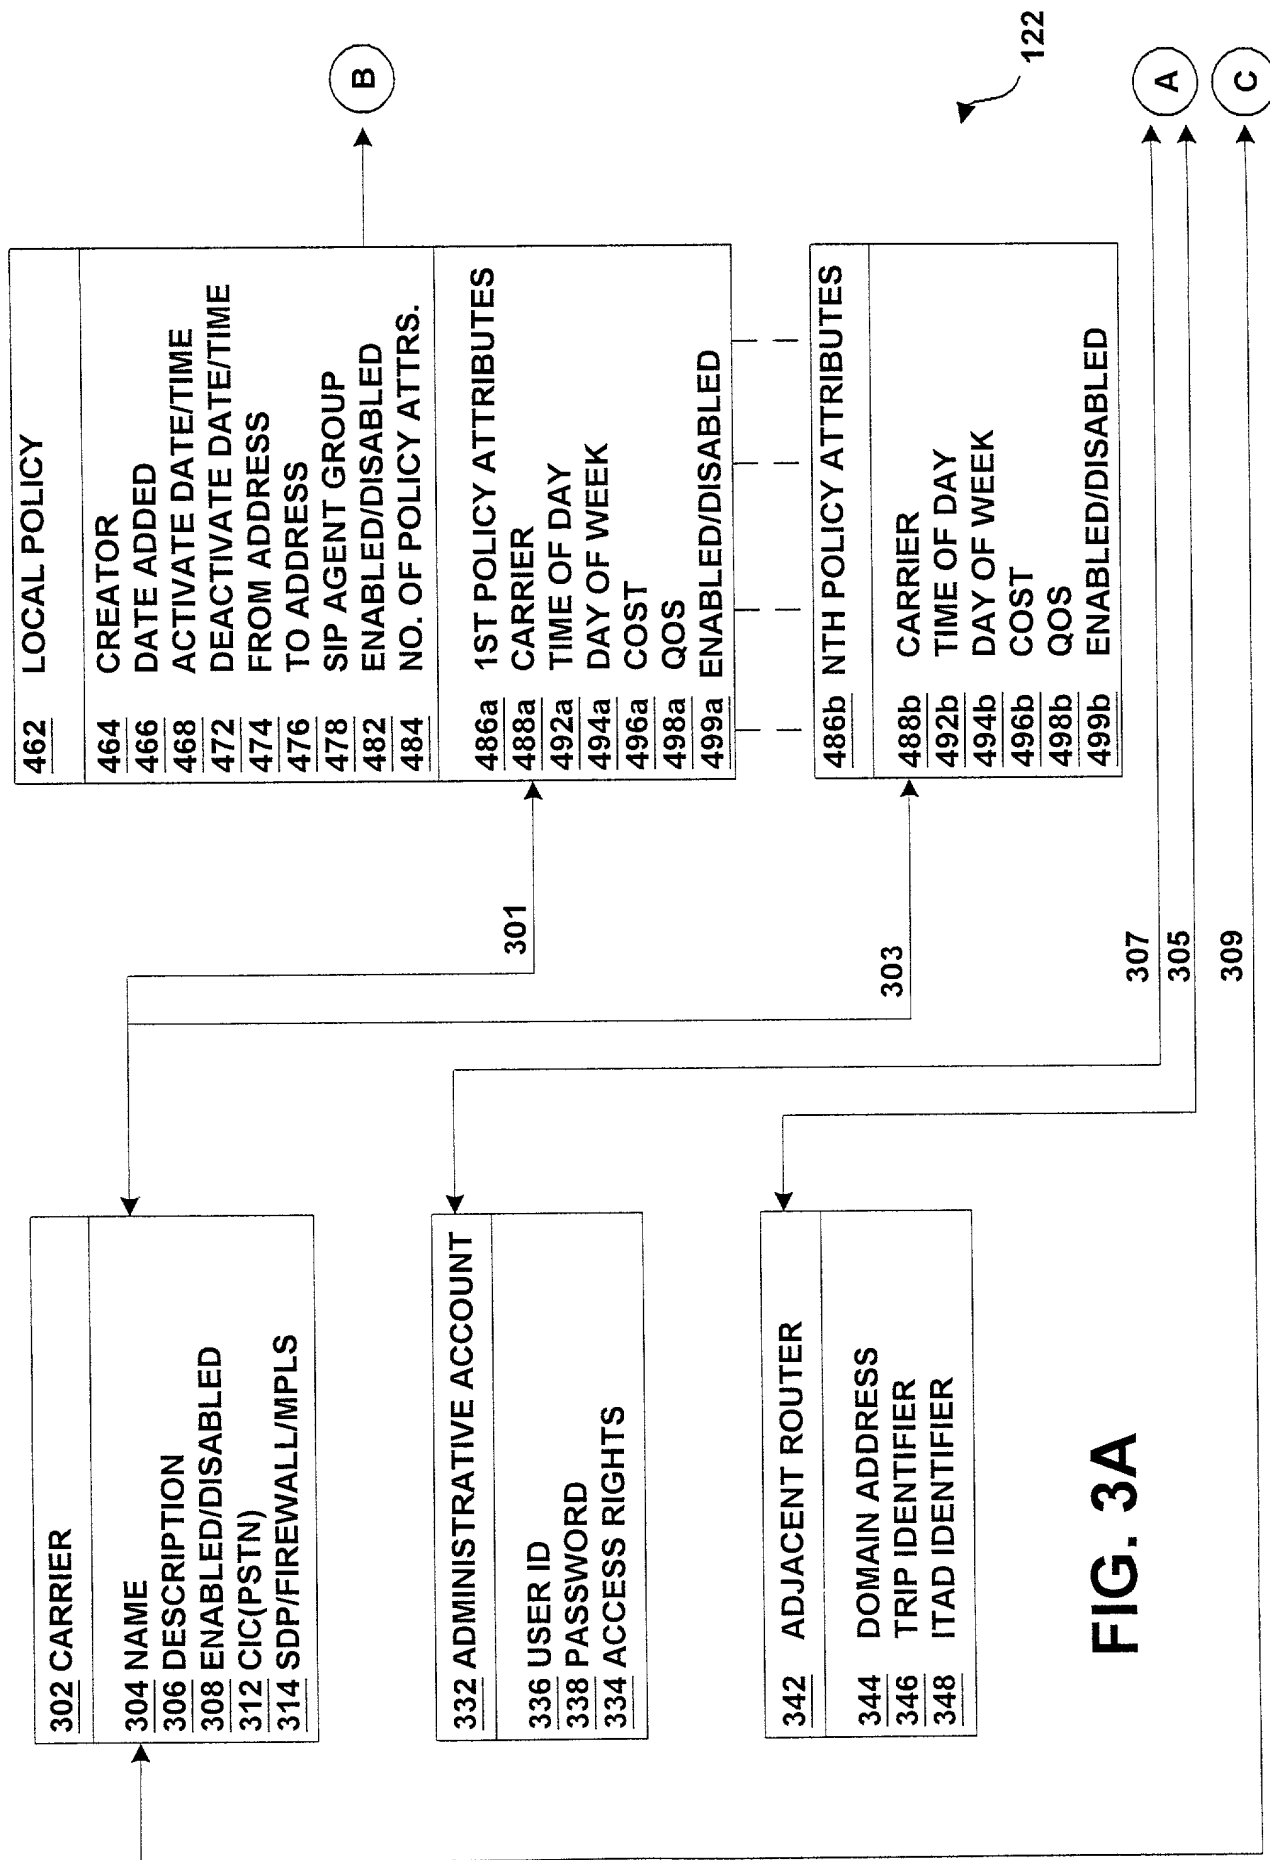 302 CARRIER
304 NAME
306 DESCRIPTION
308 ENABLED/DISABLED
312 CIC(PSTN)
314 SDP/FIREWALL/MPLS
332 ADMINISTRATIVE ACCOUNT
336 USER ID
338 PASSWORD
334 ACCESS RIGHTS
342 ADJACENT ROUTER
344 DOMAIN ADDRESS
346 TRIP IDENTIFIER
348 ITAD IDENTIFIER
301
303
307
305
309
462 LOCAL POLICY
464 CREATOR
466 DATE ADDED
468 ACTIVATE DATE/TIME
472 DEACTIVATE DATE/TIME
474 FROM ADDRESS
476 TO ADDRESS
478 SIP AGENT GROUP
482 ENABLED/DISABLED
484 NO. OF POLICY ATTRS.
486a 1ST POLICY ATTRIBUTES
488a CARRIER
492a TIME OF DAY
494a DAY OF WEEK
496a COST
498a QOS
499a ENABLED/DISABLED
486b NTH POLICY ATTRIBUTES
488b CARRIER
492b TIME OF DAY
494b DAY OF WEEK
496b COST
498b QOS
499b ENABLED/DISABLED
B
122
A
C
FIG. 3A